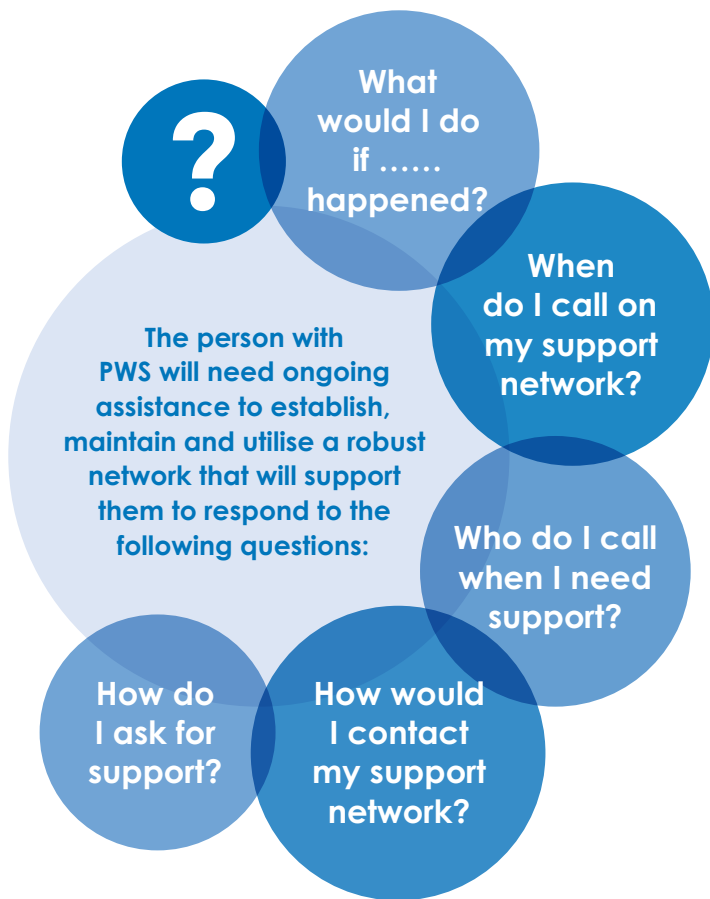 ?
What
would I do
if ......
happened?
When
do I call on
my support
network?
The person with
PWS will need ongoing
assistance to establish,
maintain and utilise a robust
network that will support
them to respond to the
following questions:
Who do I call
when I need
support?
How would
I contact
my support
network?
How do
I ask for
support?